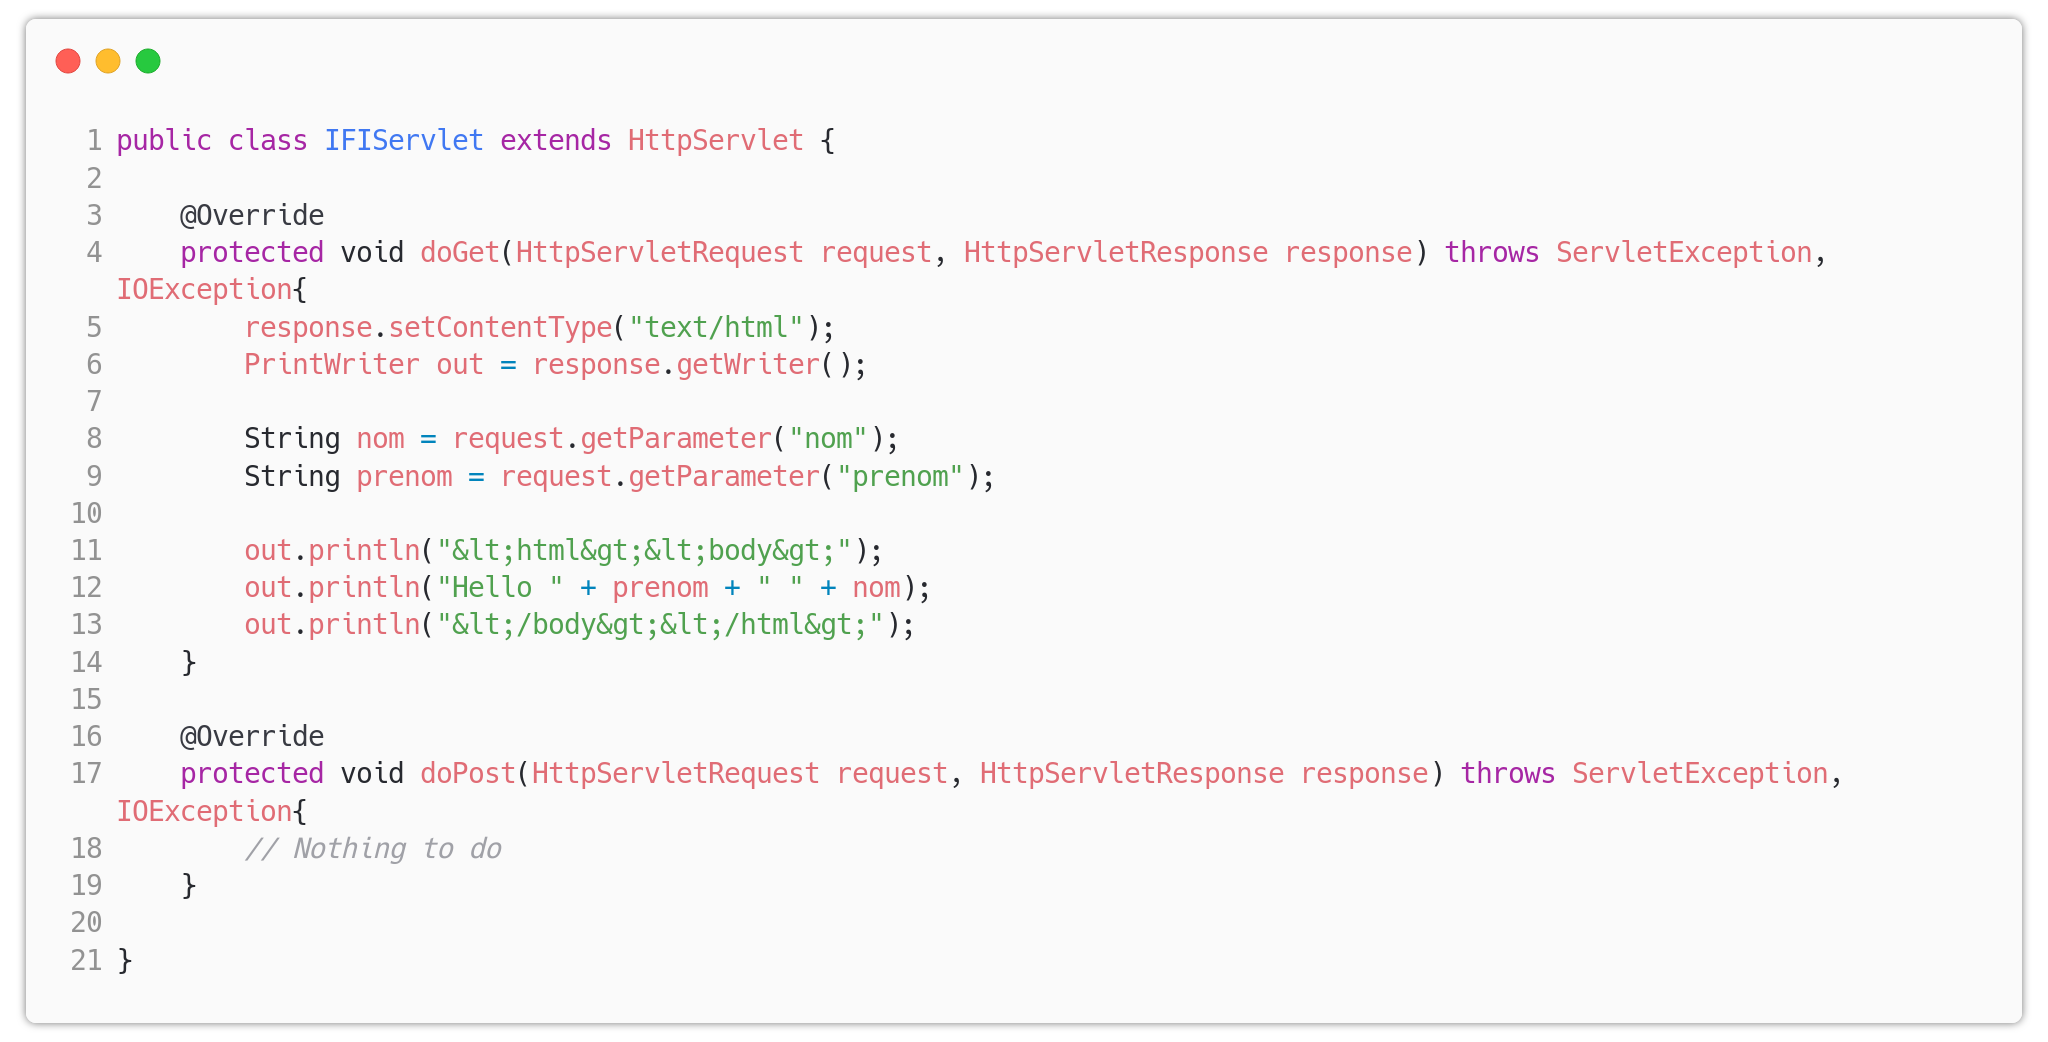 1 public class IFIServlet extends HttpServlet {
2
3     @Override
4     protected void doGet(HttpServletRequest request, HttpServletResponse response) throws ServletException,
IOException{
5         response.setContentType("text/html");
6         PrintWriter out = response.getWriter();
7
8         String nom = request.getParameter("nom");
9         String prenom = request.getParameter("prenom");
10
11         out.println("&lt;html&gt;&lt;body&gt;");
12         out.println("Hello " + prenom + " " + nom);
13         out.println("&lt;/body&gt;&lt;/html&gt;");
14     }
15
16     @Override
17     protected void doPost(HttpServletRequest request, HttpServletResponse response) throws ServletException,
IOException{
18         // Nothing to do
19     }
20
21 }